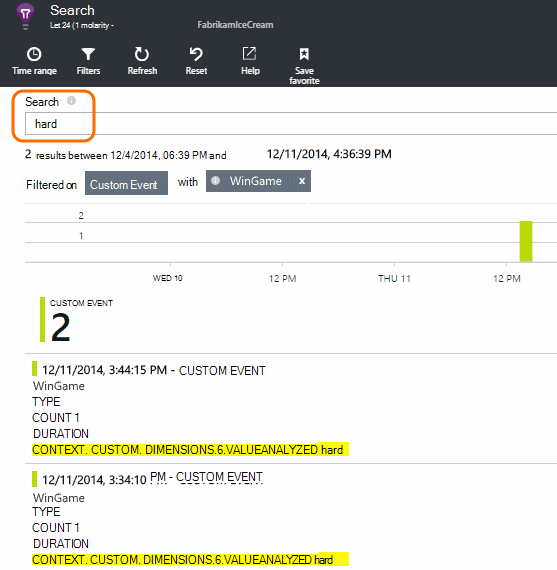 Search
Let 24 (1 molarity - FabrikamIceCream
Time range Filters Refresh Reset Help Save favorite
Search
hard
2 results between 12/4/2014, 06:39 PM and 12/11/2014, 4:36:39 PM
Filtered on Custom Event with WinGame x
2
1
WED 10 12 PM THU 11 12 PM
CUSTOM EVENT
2
12/11/2014, 3:44:15 PM - CUSTOM EVENT
WinGame
TYPE
COUNT 1
DURATION
CONTEXT. CUSTOM. DIMENSIONS.6.VALUEANALYZED hard
12/11/2014, 3:34:10 PM - CUSTOM EVENT
WinGame
TYPE
COUNT 1
DURATION
CONTEXT. CUSTOM. DIMENSIONS.6.VALUEANALYZED hard